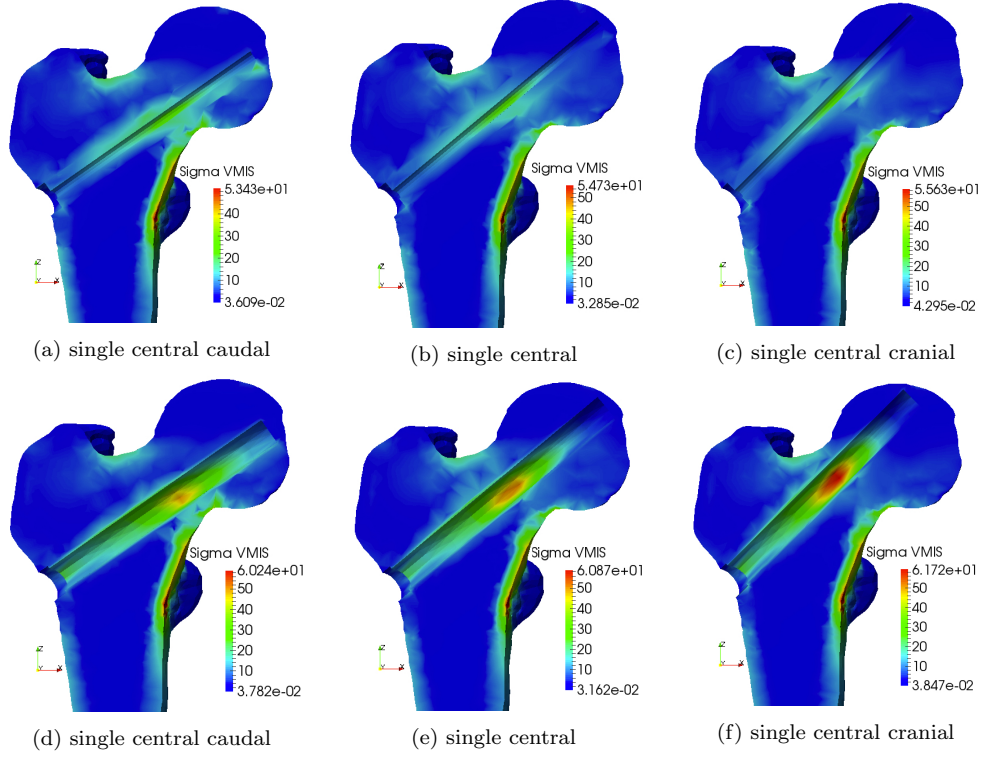 Sigma VMIS
5.343e+01
40
30
20
10
3.609e-02
Z
Y X
(a) single central caudal
Sigma VMIS
5.473e+01
50
40
30
20
10
3.285e-02
Z
Y X
(b) single central
Sigma VMIS
5.563e+01
50
40
30
20
10
4.295e-02
Z
Y X
(c) single central cranial
Sigma VMIS
6.024e+01
50
40
30
20
10
3.782e-02
Z
Y X
(d) single central caudal
Sigma VMIS
6.087e+01
50
40
30
20
10
3.162e-02
Z
Y X
(e) single central
Sigma VMIS
6.172e+01
50
40
30
20
10
3.847e-02
Z
Y X
(f) single central cranial